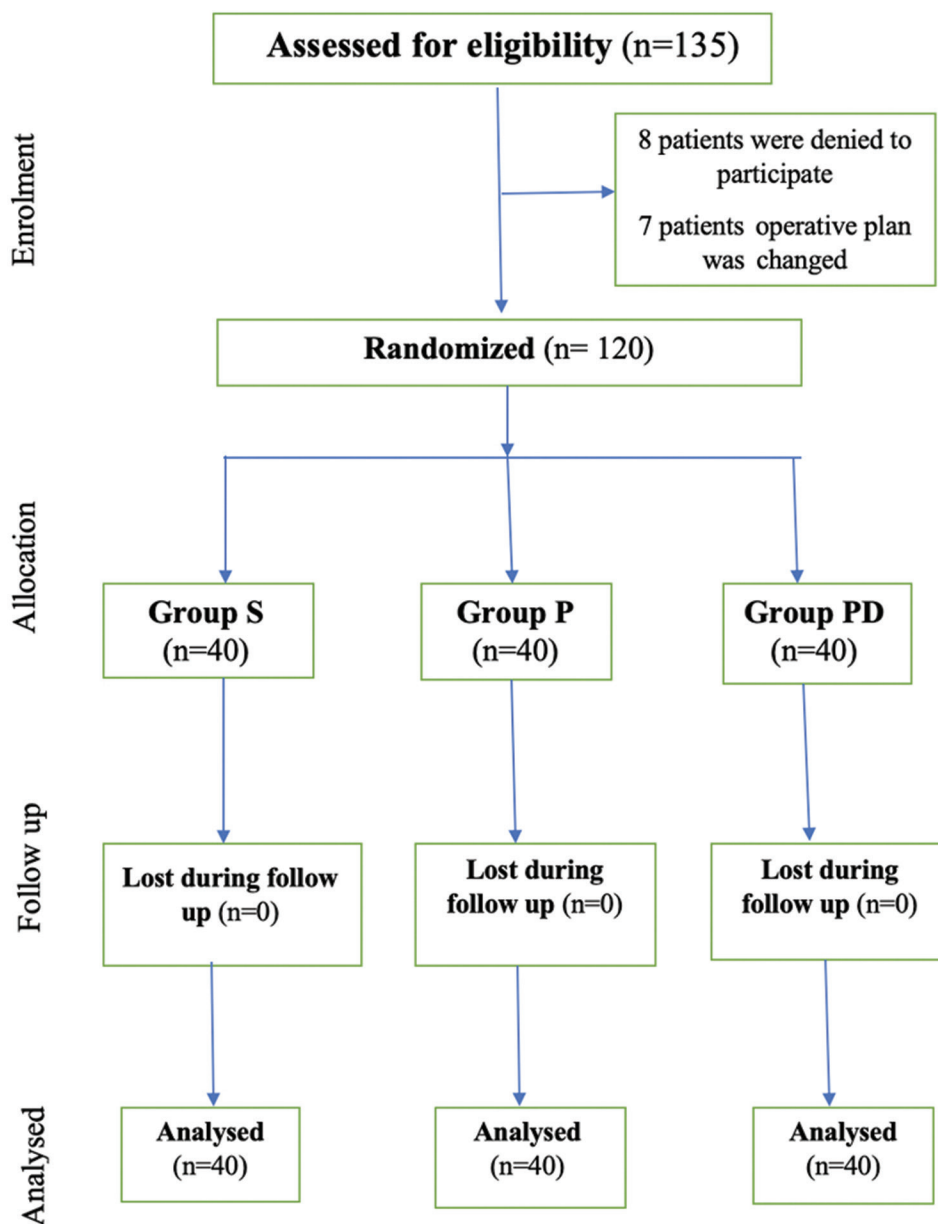 Assessed for eligibility (n=135)
Enrolment
8 patients were denied to
participate
7 patients operative plan
was changed
Randomized (n= 120)
Allocation
Group S
(n=40)
Group P
(n=40)
Group PD
(n=40)
Follow up
Lost during follow
up (n=0)
Lost during
follow up (n=0)
Lost during
follow up (n=0)
Analysed
Analysed
(n=40)
Analysed
(n=40)
Analysed
(n=40)